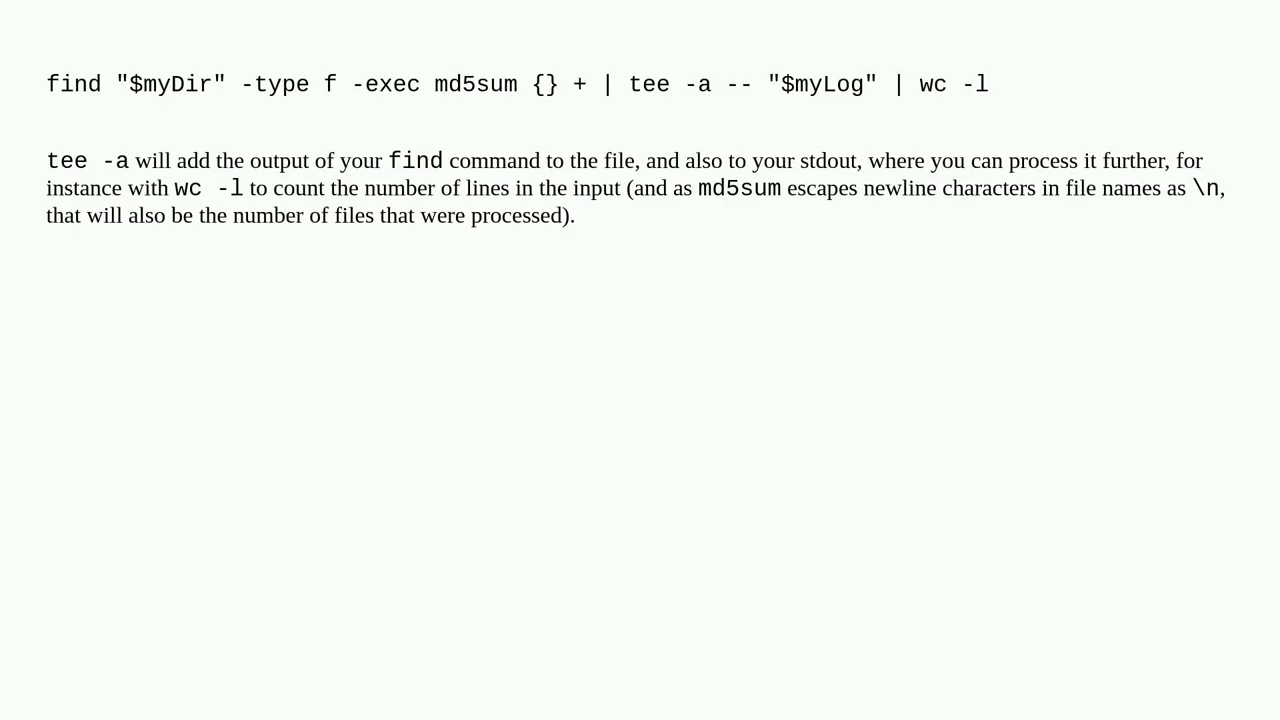 find "$myDir" -type f -exec md5sum {} + | tee -a -- "$myLog" | wc -l
tee -a will add the output of your find command to the file, and also to your stdout, where you can process it further, for
instance with wc -l to count the number of lines in the input (and as md5sum escapes newline characters in file names as \n,
that will also be the number of files that were processed).